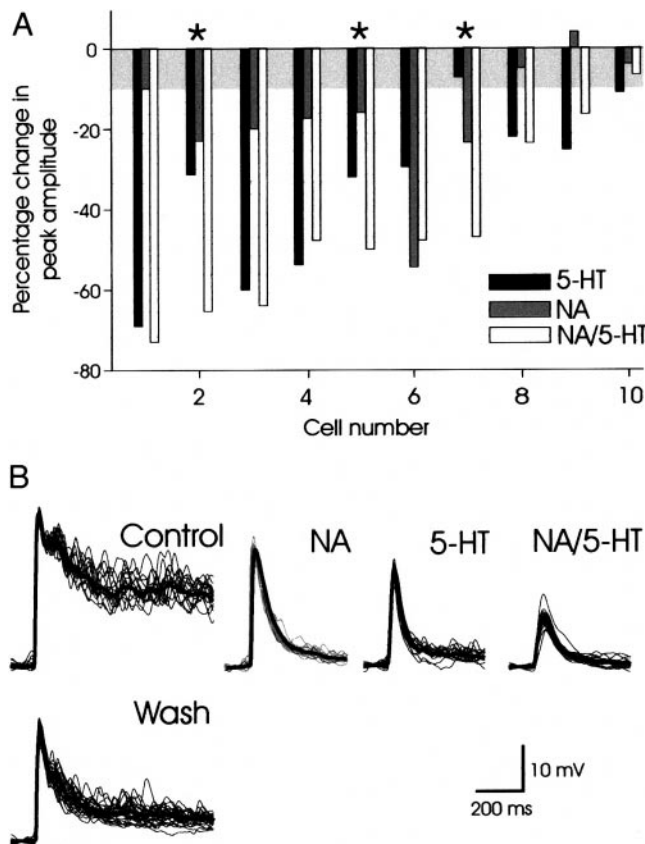 A
* * *
0
-20
-40
-60
-80
Percentage change in
peak amplitude
5-HT
NA
NA/5-HT
2 4 6 8 10
Cell number
B
Control NA 5-HT NA/5-HT
Wash
10 mV
200 ms